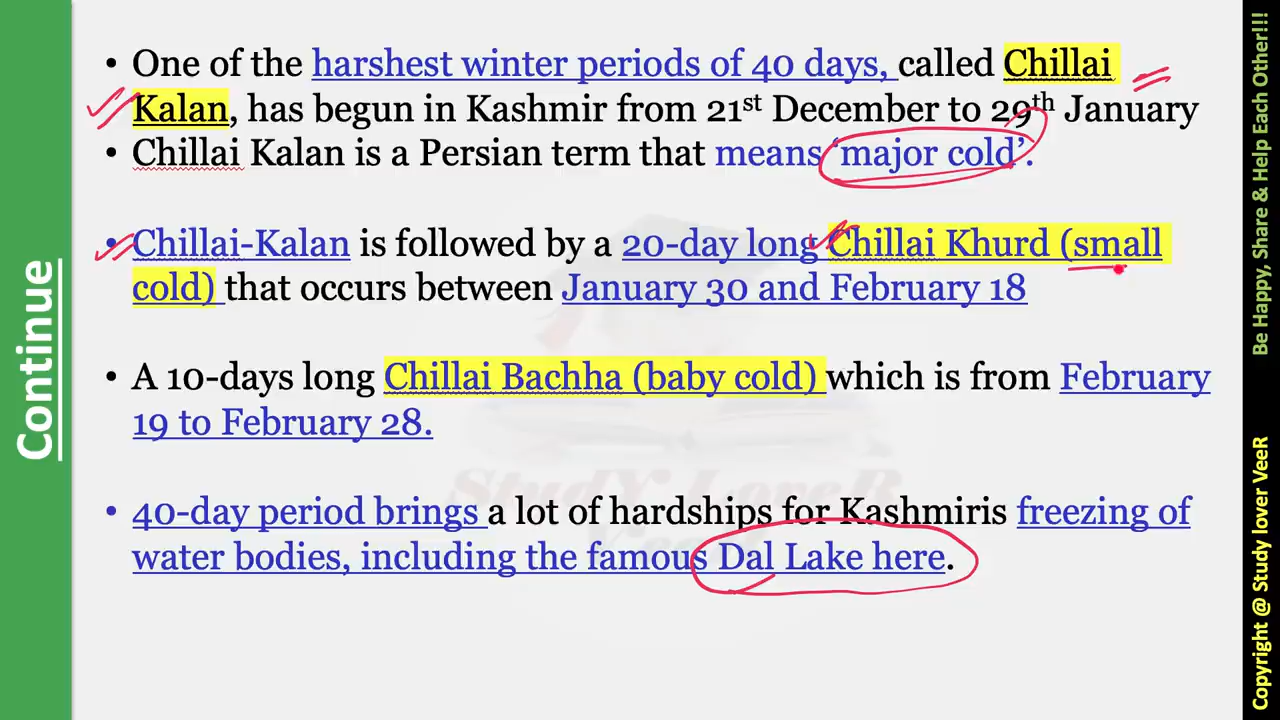 Continue
• One of the harshest winter periods of 40 days, called Chillai
Kalan, has begun in Kashmir from 21st December to 29th January
• Chillai Kalan is a Persian term that means ‘major cold’.
• Chillai-Kalan is followed by a 20-day long Chillai Khurd (small
cold) that occurs between January 30 and February 18
• A 10-days long Chillai Bachha (baby cold) which is from February
19 to February 28.
• 40-day period brings a lot of hardships for Kashmiris freezing of
water bodies, including the famous Dal Lake here.
StudY LoveR
VeeR
Copyright @ Study lover VeeR
Be Happy, Share & Help Each Other!!!